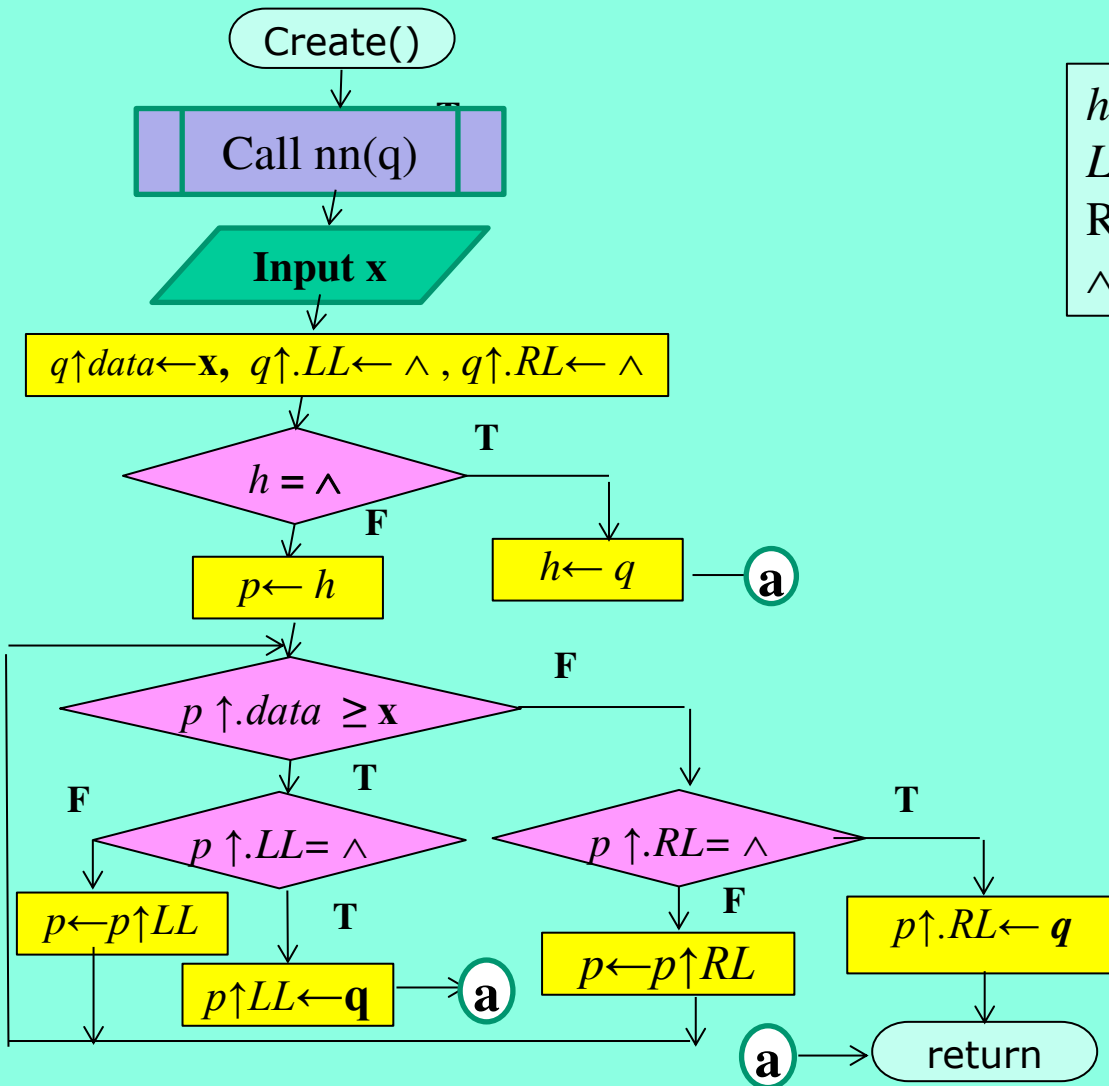 Create()
T
Call nn(q)
Input x
q↑data←x, q↑.LL← ∧ , q↑.RL← ∧
T
h = ∧
F
p← h
h← q
a
F
p ↑.data ≥ x
T
F
T
p ↑.LL= ∧
p ↑.RL= ∧
T
F
p←p↑LL
p↑.RL← q
p←p↑RL
p↑LL←q
a
a
return
h
L
R
∧